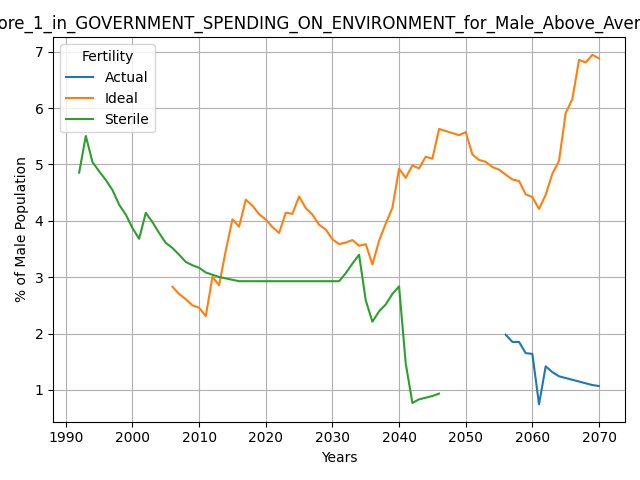 ore_1_in_GOVERNMENT_SPENDING_ON_ENVIRONMENT_for_Male_Above_Aver
Fertility
Actual
Ideal
Sterile
% of Male Population
7
6
5
4
3
2
1
1990 2000 2010 2020 2030 2040 2050 2060 2070
Years